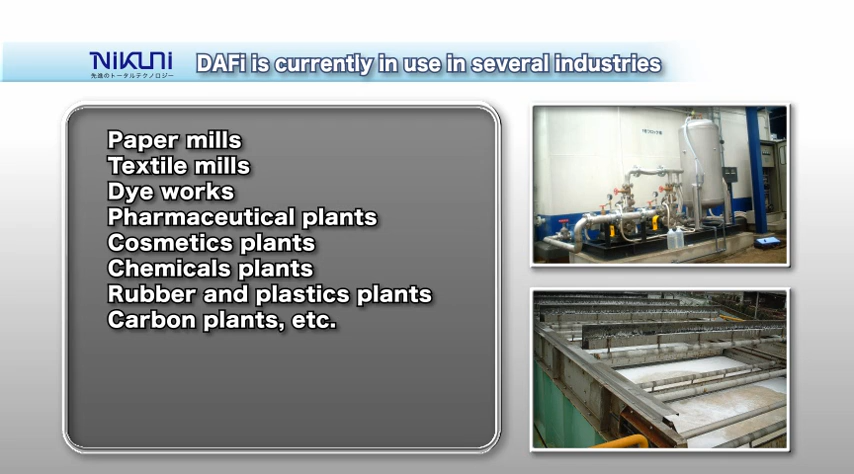 NiKUNi
先進のトータルテクノロジー
DAFi is currently in use in several industries
Paper mills
Textile mills
Dye works
Pharmaceutical plants
Cosmetics plants
Chemicals plants
Rubber and plastics plants
Carbon plants, etc.